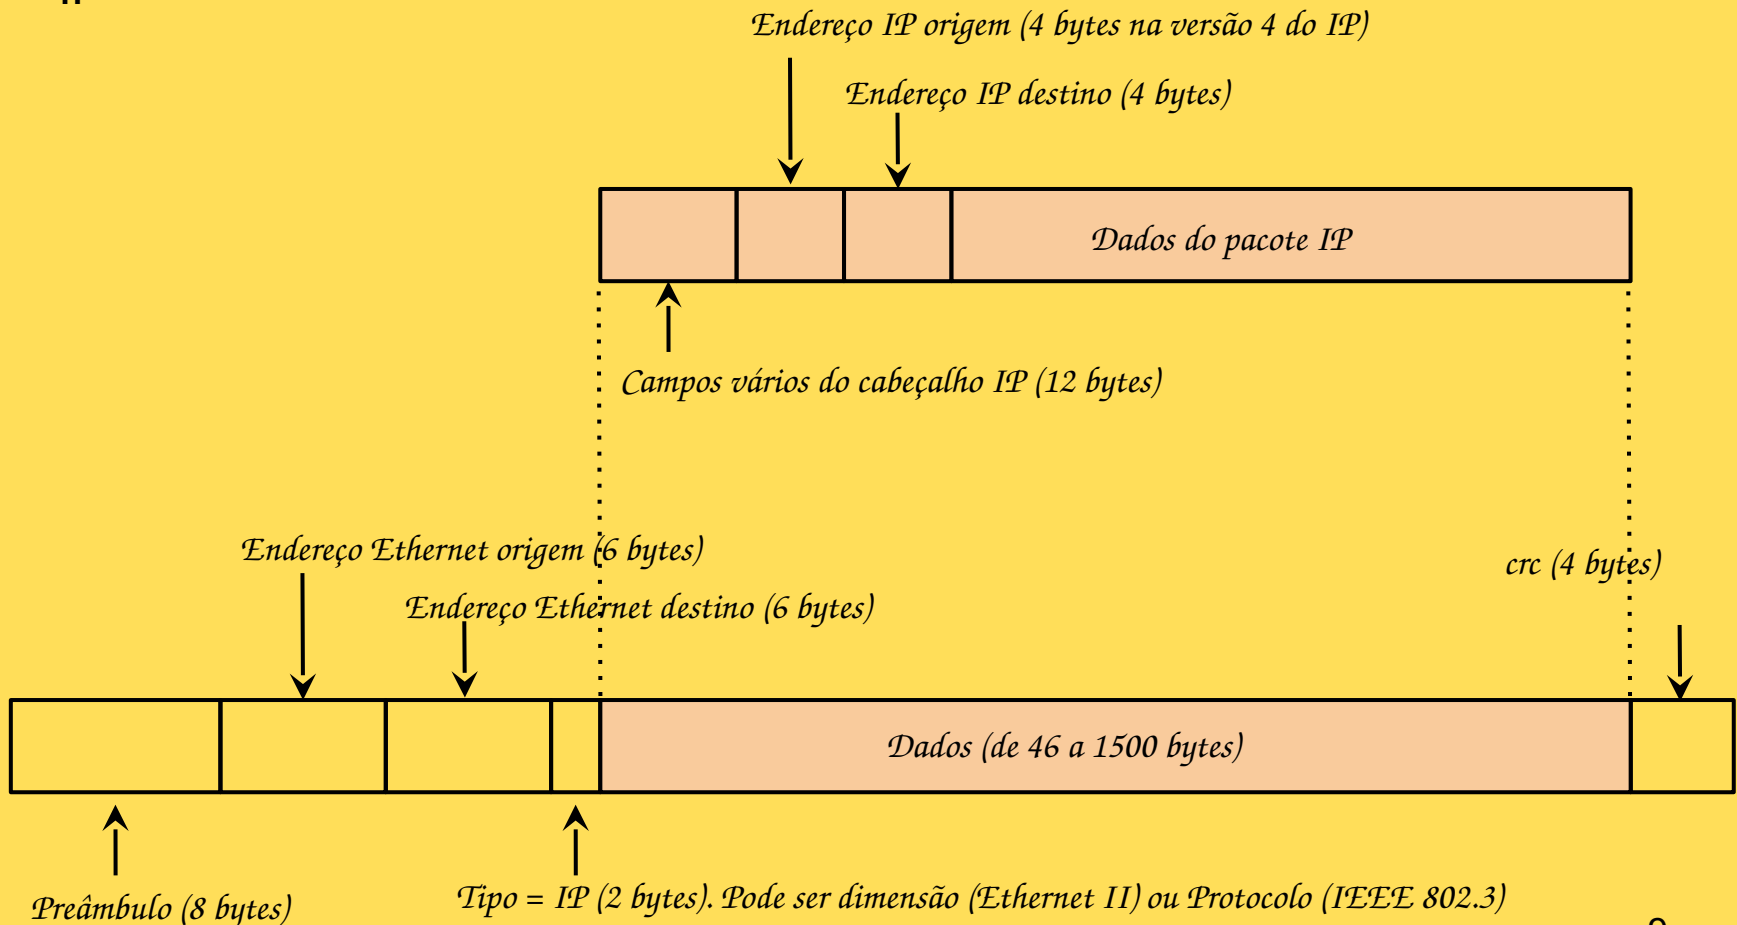 Endereço IP origem (4 bytes na versão 4 do IP)
Endereço IP destino (4 bytes)
Dados do pacote IP
Campos vários do cabeçalho IP (12 bytes)
Endereço Ethernet origem (6 bytes)
crc (4 bytes)
Endereço Ethernet destino (6 bytes)
Dados (de 46 a 1500 bytes)
Tipo = IP (2 bytes). Pode ser dimensão (Ethernet II) ou Protocolo (IEEE 802.3)
Preâmbulo (8 bytes)